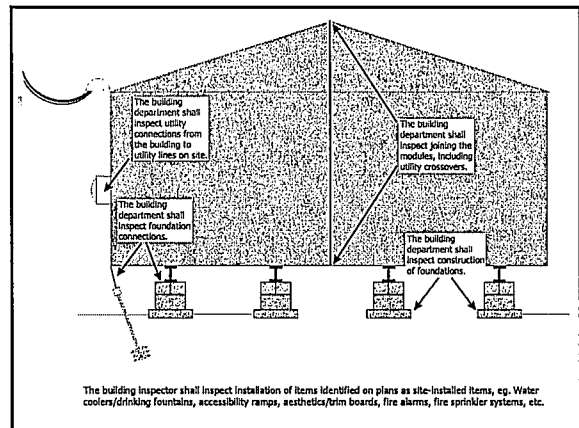 The building
department shall
inspect utility
connections from
the building to
utility lines on site.
The building
department shall
inspect joining the
modules, including
utility crossovers.
The building
department shall
inspect foundation
connections.
The building
department shall
inspect construction
of foundations.
The building inspector shall inspect installation of items identified on plans as site-installed items, eg. Water
coolers/drinking fountains, accessibility ramps, aesthetics/trim boards, fire alarms, fire sprinkler systems, etc.